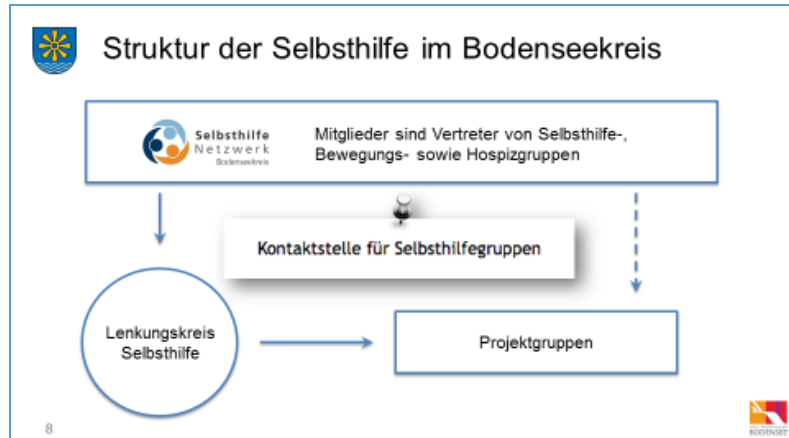 Struktur der Selbsthilfe im Bodenseekreis
Selbsthilfe
Netzwerk
Bodenseekreis
Mitglieder sind Vertreter von Selbsthilfe-,
Bewegungs- sowie Hospizgruppen
Kontaktstelle für Selbsthilfegruppen
Lenkungskreis
Selbsthilfe
Projektgruppen
8
BODENSEE